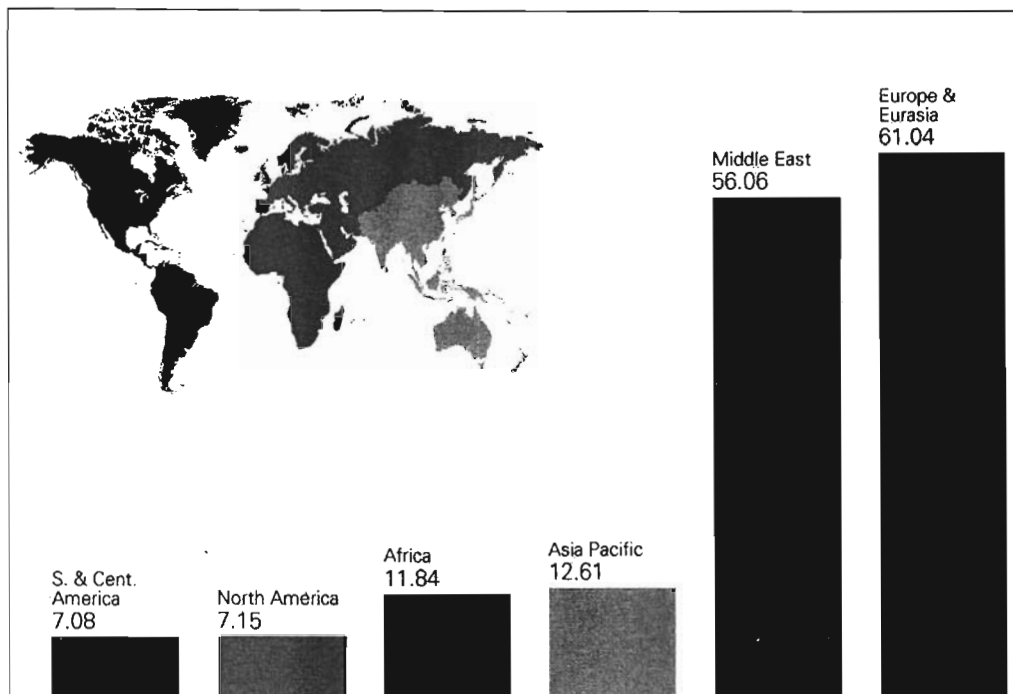 Europe &
Eurasia
61.04
Middle East
56.06
Asia Pacific
12.61
Africa
11.84
S. & Cent.
America
7.08
North America
7.15